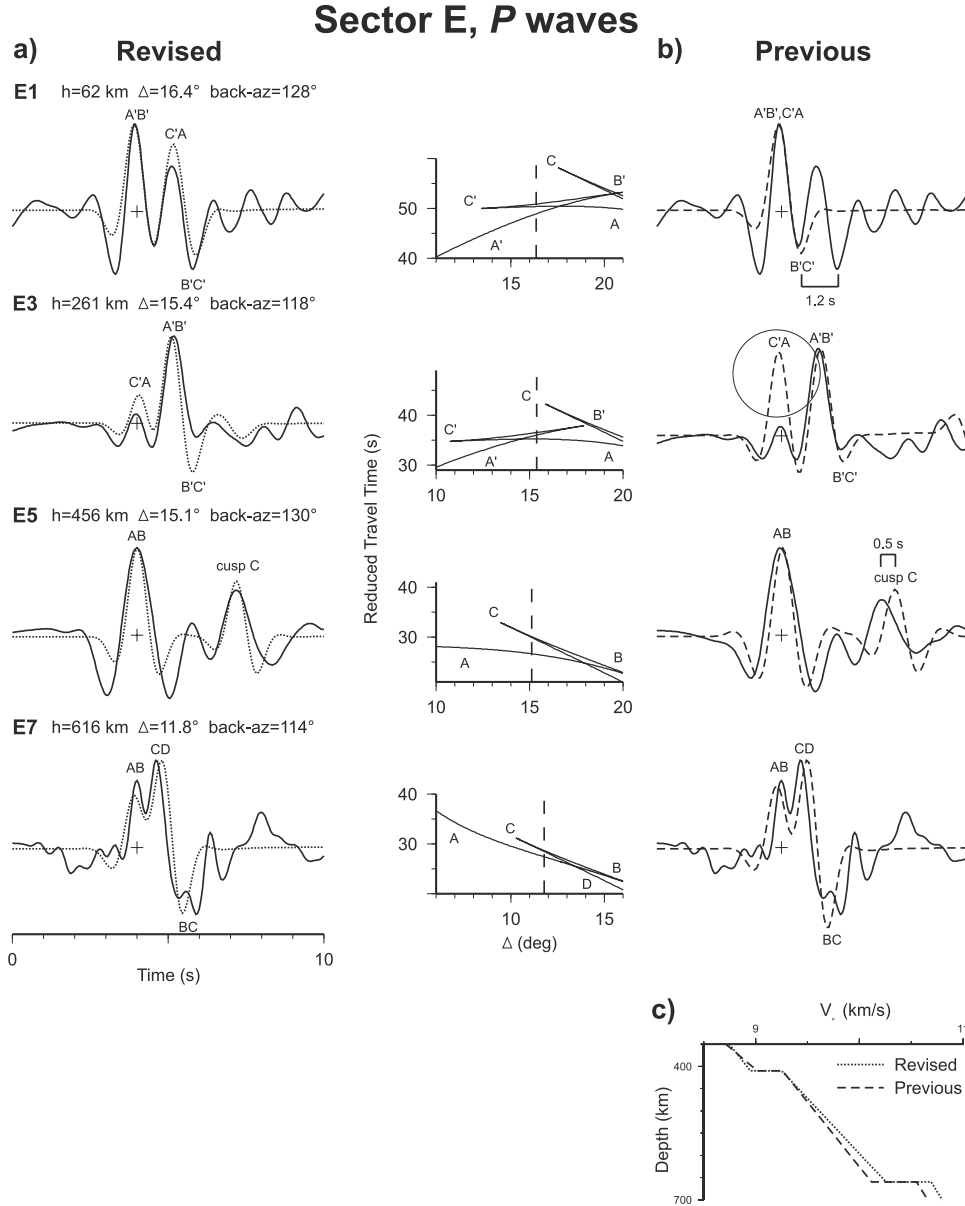 Sector E, P waves
a) Revised
b) Previous
E1 h=62 km Δ=16.4° back-az=128°
A'B'
C'A
B'C'
C
B'
C'
A
A'
50
40
15
20
A'B',C'A
B'C'
1.2 s
E3 h=261 km Δ=15.4° back-az=118°
A'B'
C'A
B'C'
C
B'
C'
A
A'
40
30
10
15
20
C'A
A'B'
B'C'
Reduced Travel Time (s)
E5 h=456 km Δ=15.1° back-az=130°
AB
cusp C
C
B
A
40
30
10
15
20
AB
0.5 s
cusp C
E7 h=616 km Δ=11.8° back-az=114°
AB
CD
BC
C
B
A
D
40
30
10
15
Δ (deg)
AB
CD
BC
0
10
Time (s)
c)
V (km/s)
9
11
400
700
Depth (km)
Revised
Previous